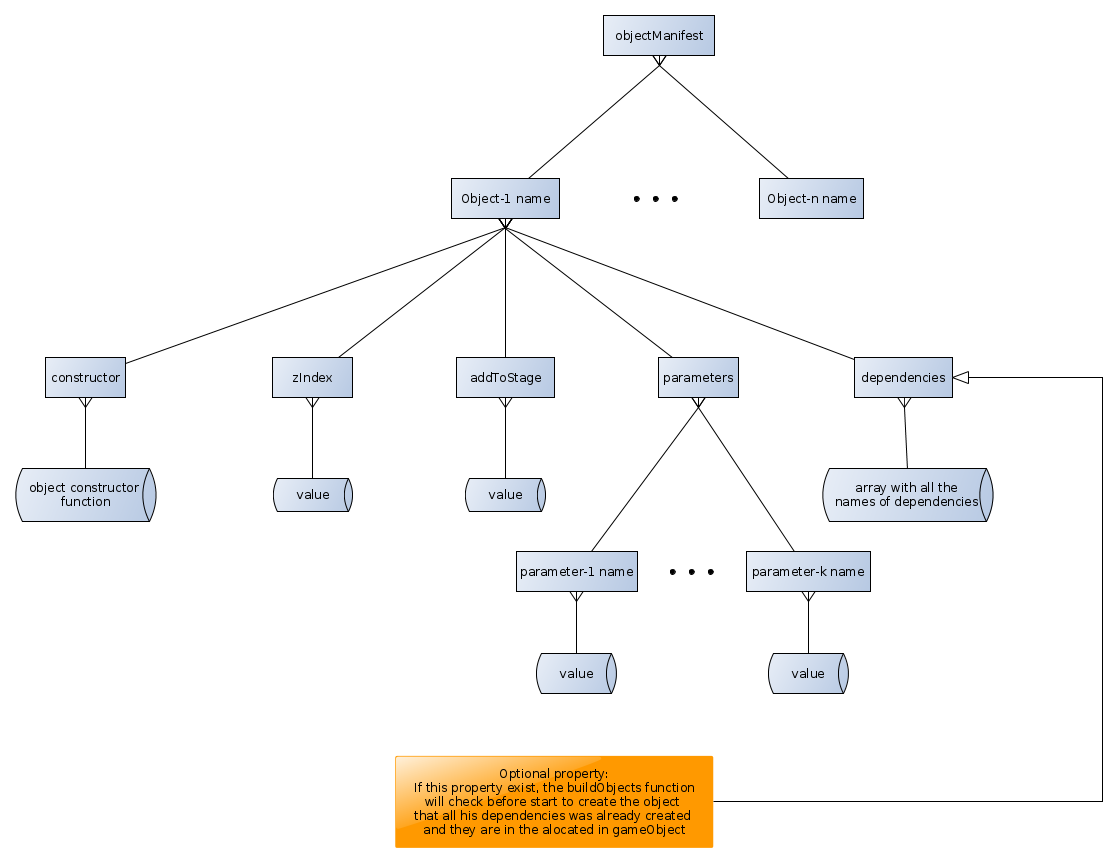 objectManifest
Object-1 name
• • •
Object-n name
constructor
zIndex
addToStage
parameters
dependencies
object constructor
function
value
value
array with all the
names of dependencies
parameter-1 name
• • •
parameter-k name
value
value
Optional property:
If this property exist, the buildObjects function
will check before start to create the object
that all his dependencies was already created
and they are in the alocated in gameObject